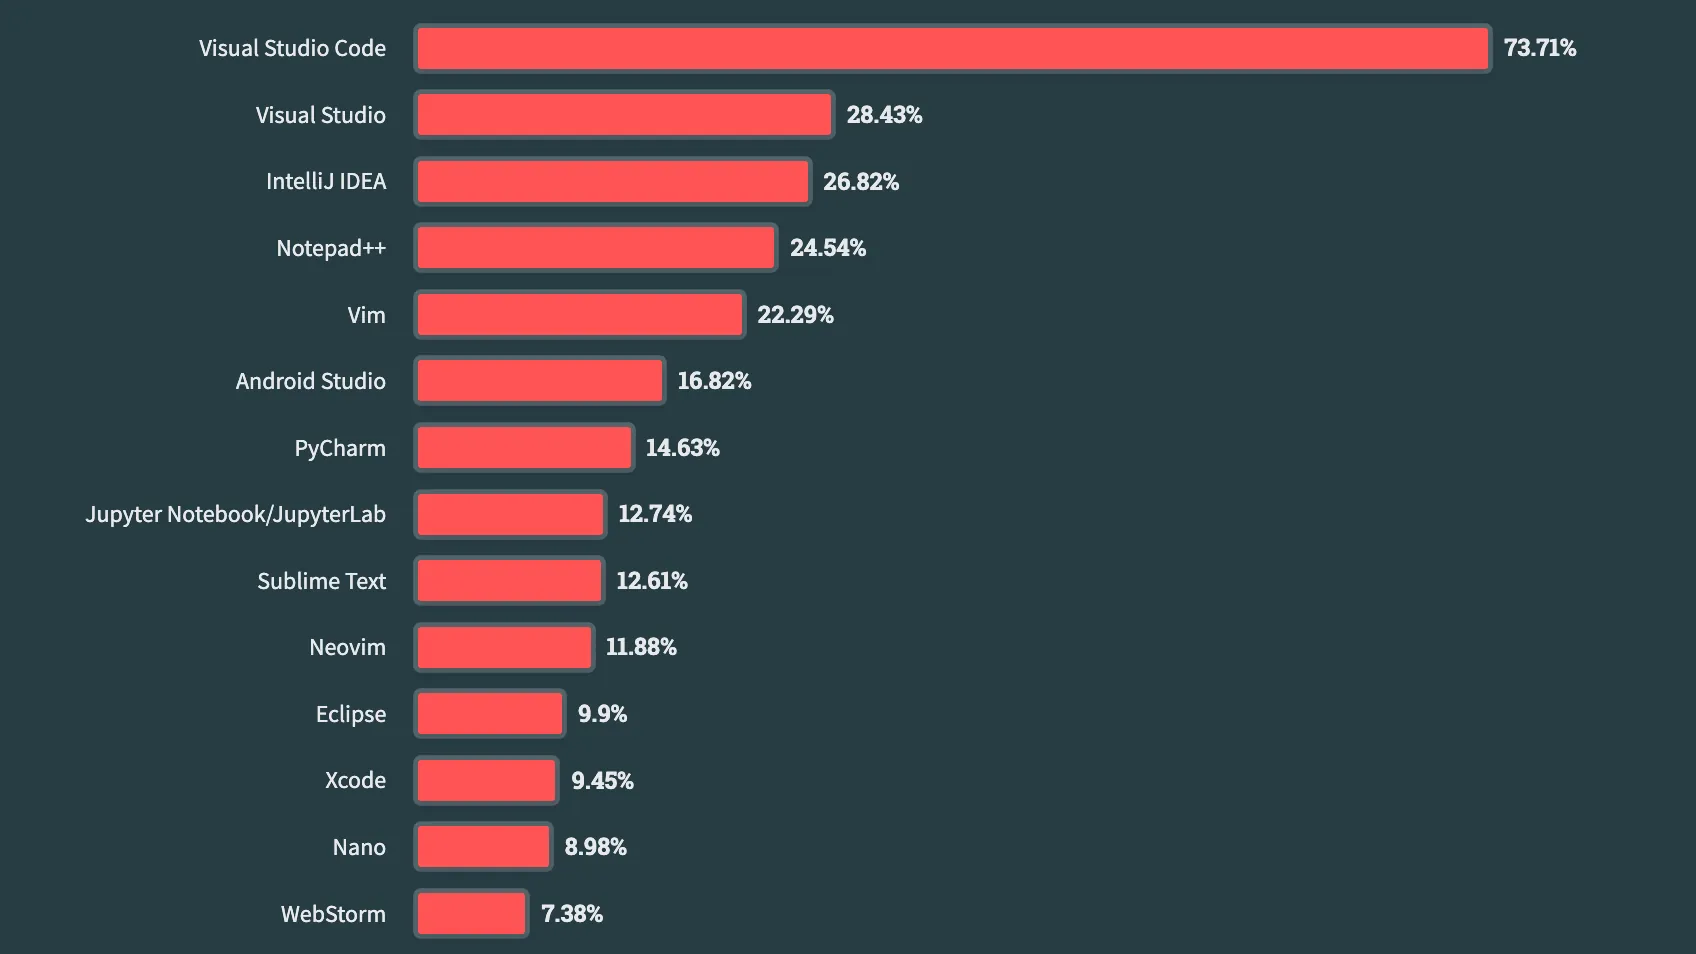 Visual Studio Code 73.71%
Visual Studio 28.43%
IntelliJ IDEA 26.82%
Notepad++ 24.54%
Vim 22.29%
Android Studio 16.82%
PyCharm 14.63%
Jupyter Notebook/JupyterLab 12.74%
Sublime Text 12.61%
Neovim 11.88%
Eclipse 9.9%
Xcode 9.45%
Nano 8.98%
WebStorm 7.38%